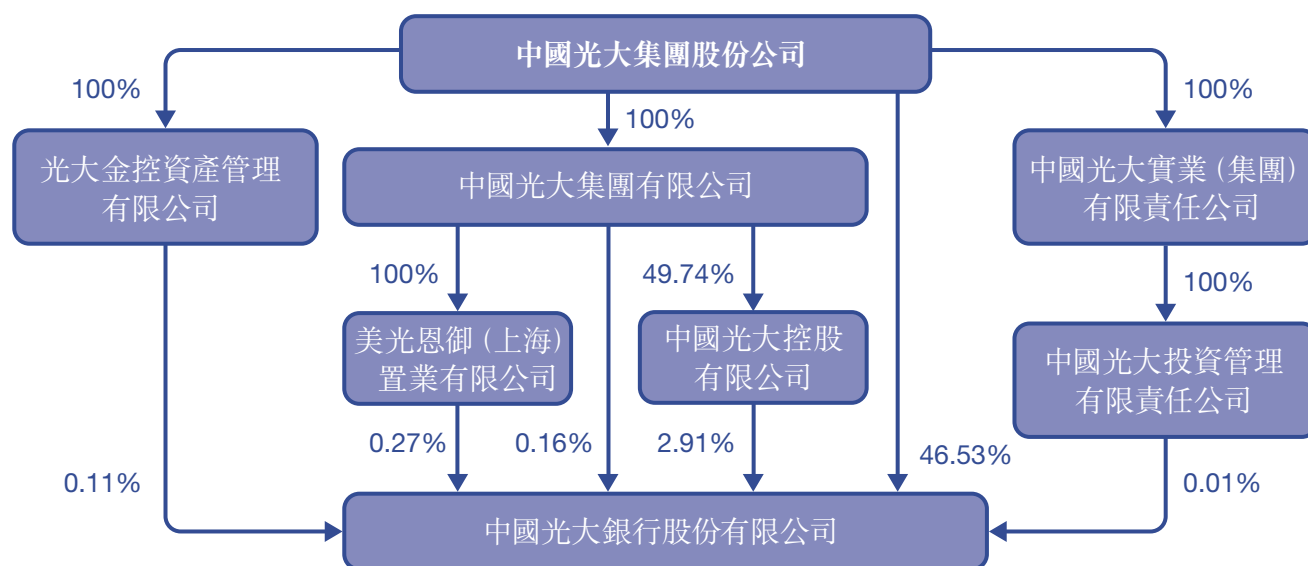 中國光大集團股份公司
100%
100%
100%
光大金控資產管理
有限公司
中國光大集團有限公司
中國光大實業（集團）
有限責任公司
100%
49.74%
100%
美光恩御（上海）
置業有限公司
中國光大控股
有限公司
中國光大投資管理
有限責任公司
0.11%
0.27%
0.16%
2.91%
46.53%
0.01%
中國光大銀行股份有限公司